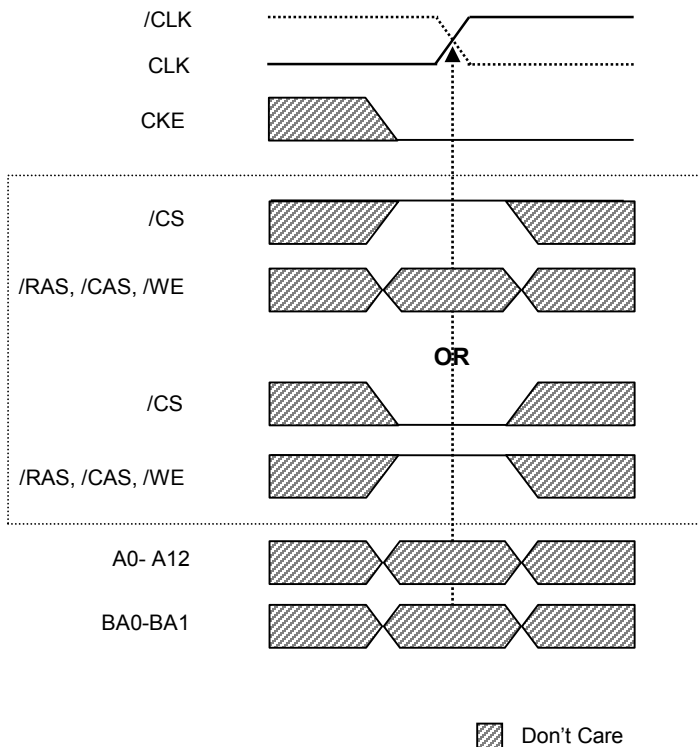 /CLK
CLK
CKE
/CS
/RAS, /CAS, /WE
OR
/CS
/RAS, /CAS, /WE
A0- A12
BA0-BA1
Don't Care